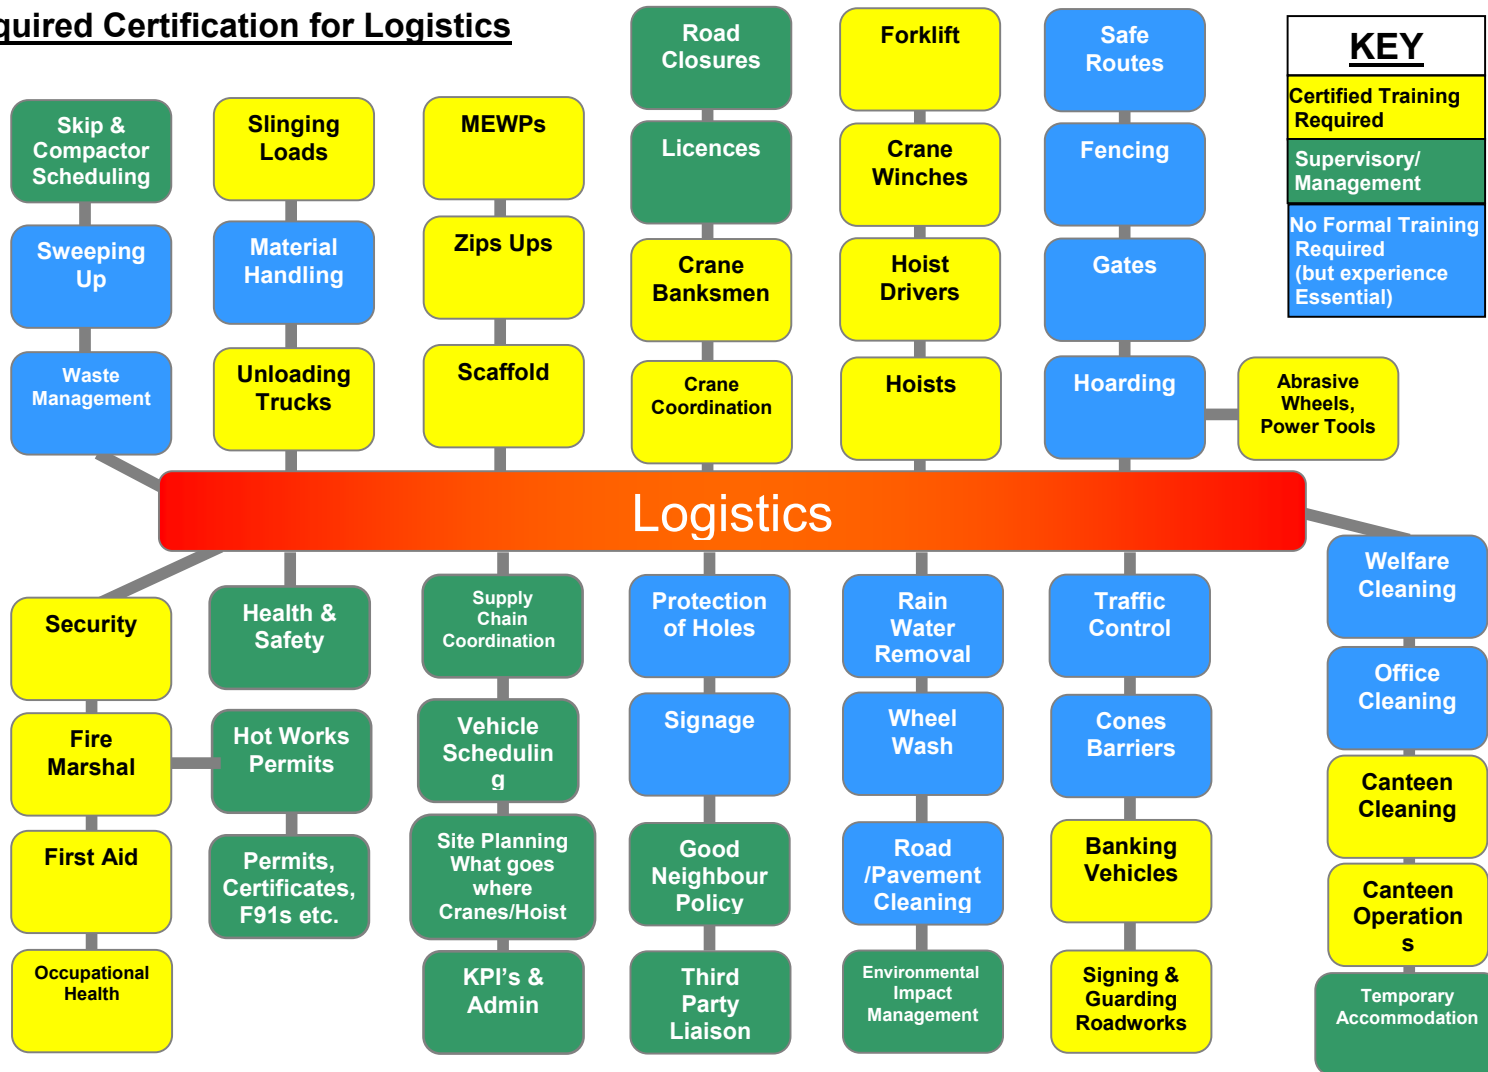 quired Certification for Logistics
Road
Closures
Forklift
Safe
Routes
KEY
Certified Training
Required
Supervisory/
Management
No Formal Training
Required
(but experience
Essential)
Skip &
Compactor
Scheduling
Slinging
Loads
MEWPs
Licences
Crane
Winches
Fencing
Sweeping
Up
Material
Handling
Zips Ups
Crane
Banksmen
Hoist
Drivers
Gates
Waste
Management
Unloading
Trucks
Scaffold
Crane
Coordination
Hoists
Hoarding
Abrasive
Wheels,
Power Tools
Logistics
Security
Health &
Safety
Supply
Chain
Coordination
Protection
of Holes
Rain
Water
Removal
Traffic
Control
Welfare
Cleaning
Fire
Marshal
Hot Works
Permits
Vehicle
Schedulin
g
Signage
Wheel
Wash
Cones
Barriers
Office
Cleaning
First Aid
Permits,
Certificates,
F91s etc.
Site Planning
What goes
where
Cranes/Hoist
Good
Neighbour
Policy
Road
/Pavement
Cleaning
Banking
Vehicles
Canteen
Cleaning
Canteen
Operation
s
Occupational
Health
KPI's &
Admin
Third
Party
Liaison
Environmental
Impact
Management
Signing &
Guarding
Roadworks
Temporary
Accommodation